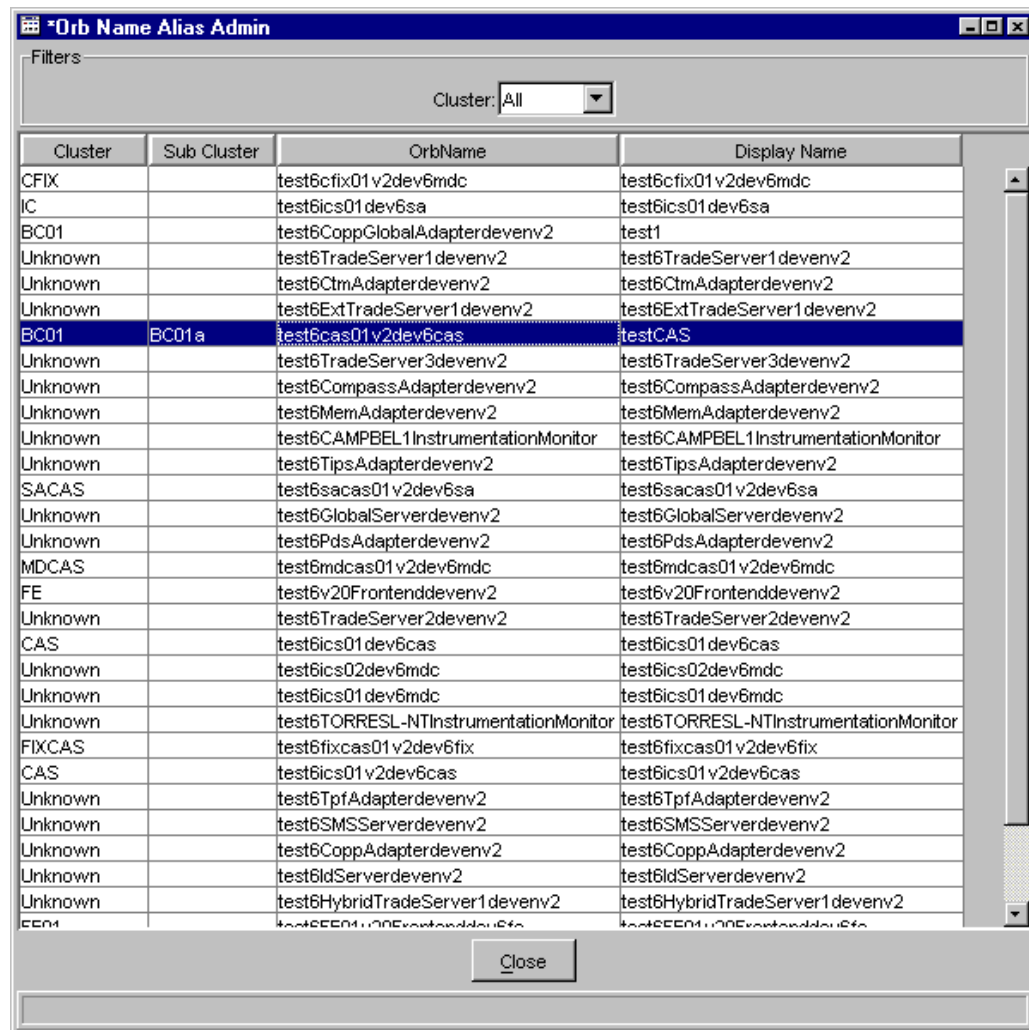 *Orb Name Alias Admin
Filters
Cluster: All
Cluster Sub Cluster OrbName Display Name
CFIX test6cfix01v2dev6mdc test6cfix01v2dev6mdc
IC test6ics01dev6sa test6ics01dev6sa
BC01 test6CoppGlobalAdapterdevenv2 test1
Unknown test6TradeServer1devenv2 test6TradeServer1devenv2
Unknown test6CtmAdapterdevenv2 test6CtmAdapterdevenv2
Unknown test6ExtTradeServer1devenv2 test6ExtTradeServer1devenv2
BC01 BC01a test6cas01v2dev6cas testCAS
Unknown test6TradeServer3devenv2 test6TradeServer3devenv2
Unknown test6CompassAdapterdevenv2 test6CompassAdapterdevenv2
Unknown test6MemAdapterdevenv2 test6MemAdapterdevenv2
Unknown test6CAMPBEL1InstrumentationMonitor test6CAMPBEL1InstrumentationMonitor
Unknown test6TipsAdapterdevenv2 test6TipsAdapterdevenv2
SACAS test6sacas01v2dev6sa test6sacas01v2dev6sa
Unknown test6GlobalServerdevenv2 test6GlobalServerdevenv2
Unknown test6PdsAdapterdevenv2 test6PdsAdapterdevenv2
MDCAS test6mdcas01v2dev6mdc test6mdcas01v2dev6mdc
FE test6v20Frontenddevenv2 test6v20Frontenddevenv2
Unknown test6TradeServer2devenv2 test6TradeServer2devenv2
CAS test6ics01dev6cas test6ics01dev6cas
Unknown test6ics02dev6mdc test6ics02dev6mdc
Unknown test6ics01dev6mdc test6ics01dev6mdc
Unknown test6TORRESL-NTInstrumentationMonitor test6TORRESL-NTInstrumentationMonitor
FIXCAS test6fixcas01v2dev6fix test6fixcas01v2dev6fix
CAS test6ics01v2dev6cas test6ics01v2dev6cas
Unknown test6TpfAdapterdevenv2 test6TpfAdapterdevenv2
Unknown test6SMSServerdevenv2 test6SMSServerdevenv2
Unknown test6CoppAdapterdevenv2 test6CoppAdapterdevenv2
Unknown test6IdServerdevenv2 test6IdServerdevenv2
Unknown test6HybridTradeServer1devenv2 test6HybridTradeServer1devenv2
Close